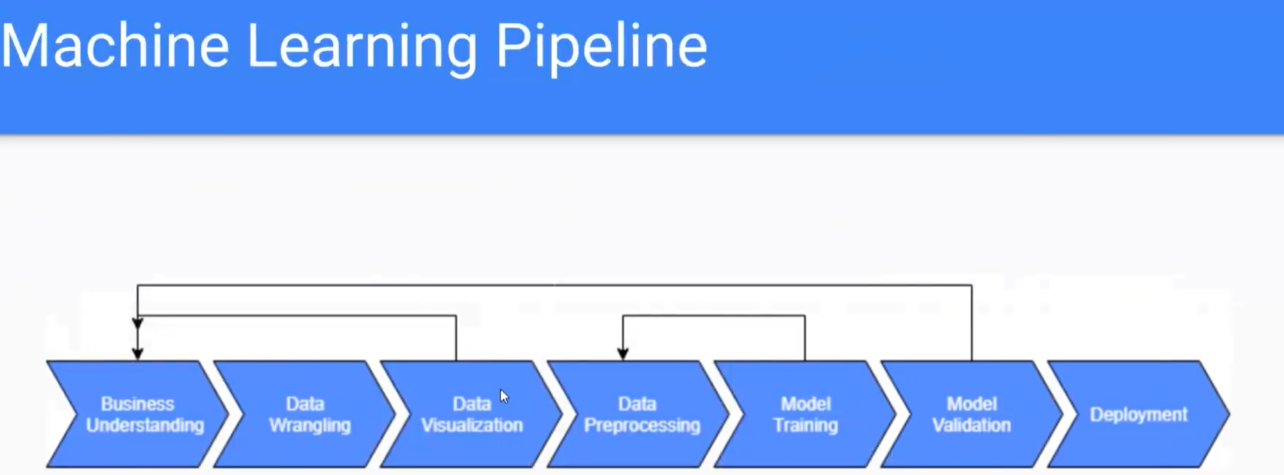 Machine Learning Pipeline
Business
Understanding
Data
Wrangling
Data
Visualization
Data
Preprocessing
Model
Training
Model
Validation
Deployment